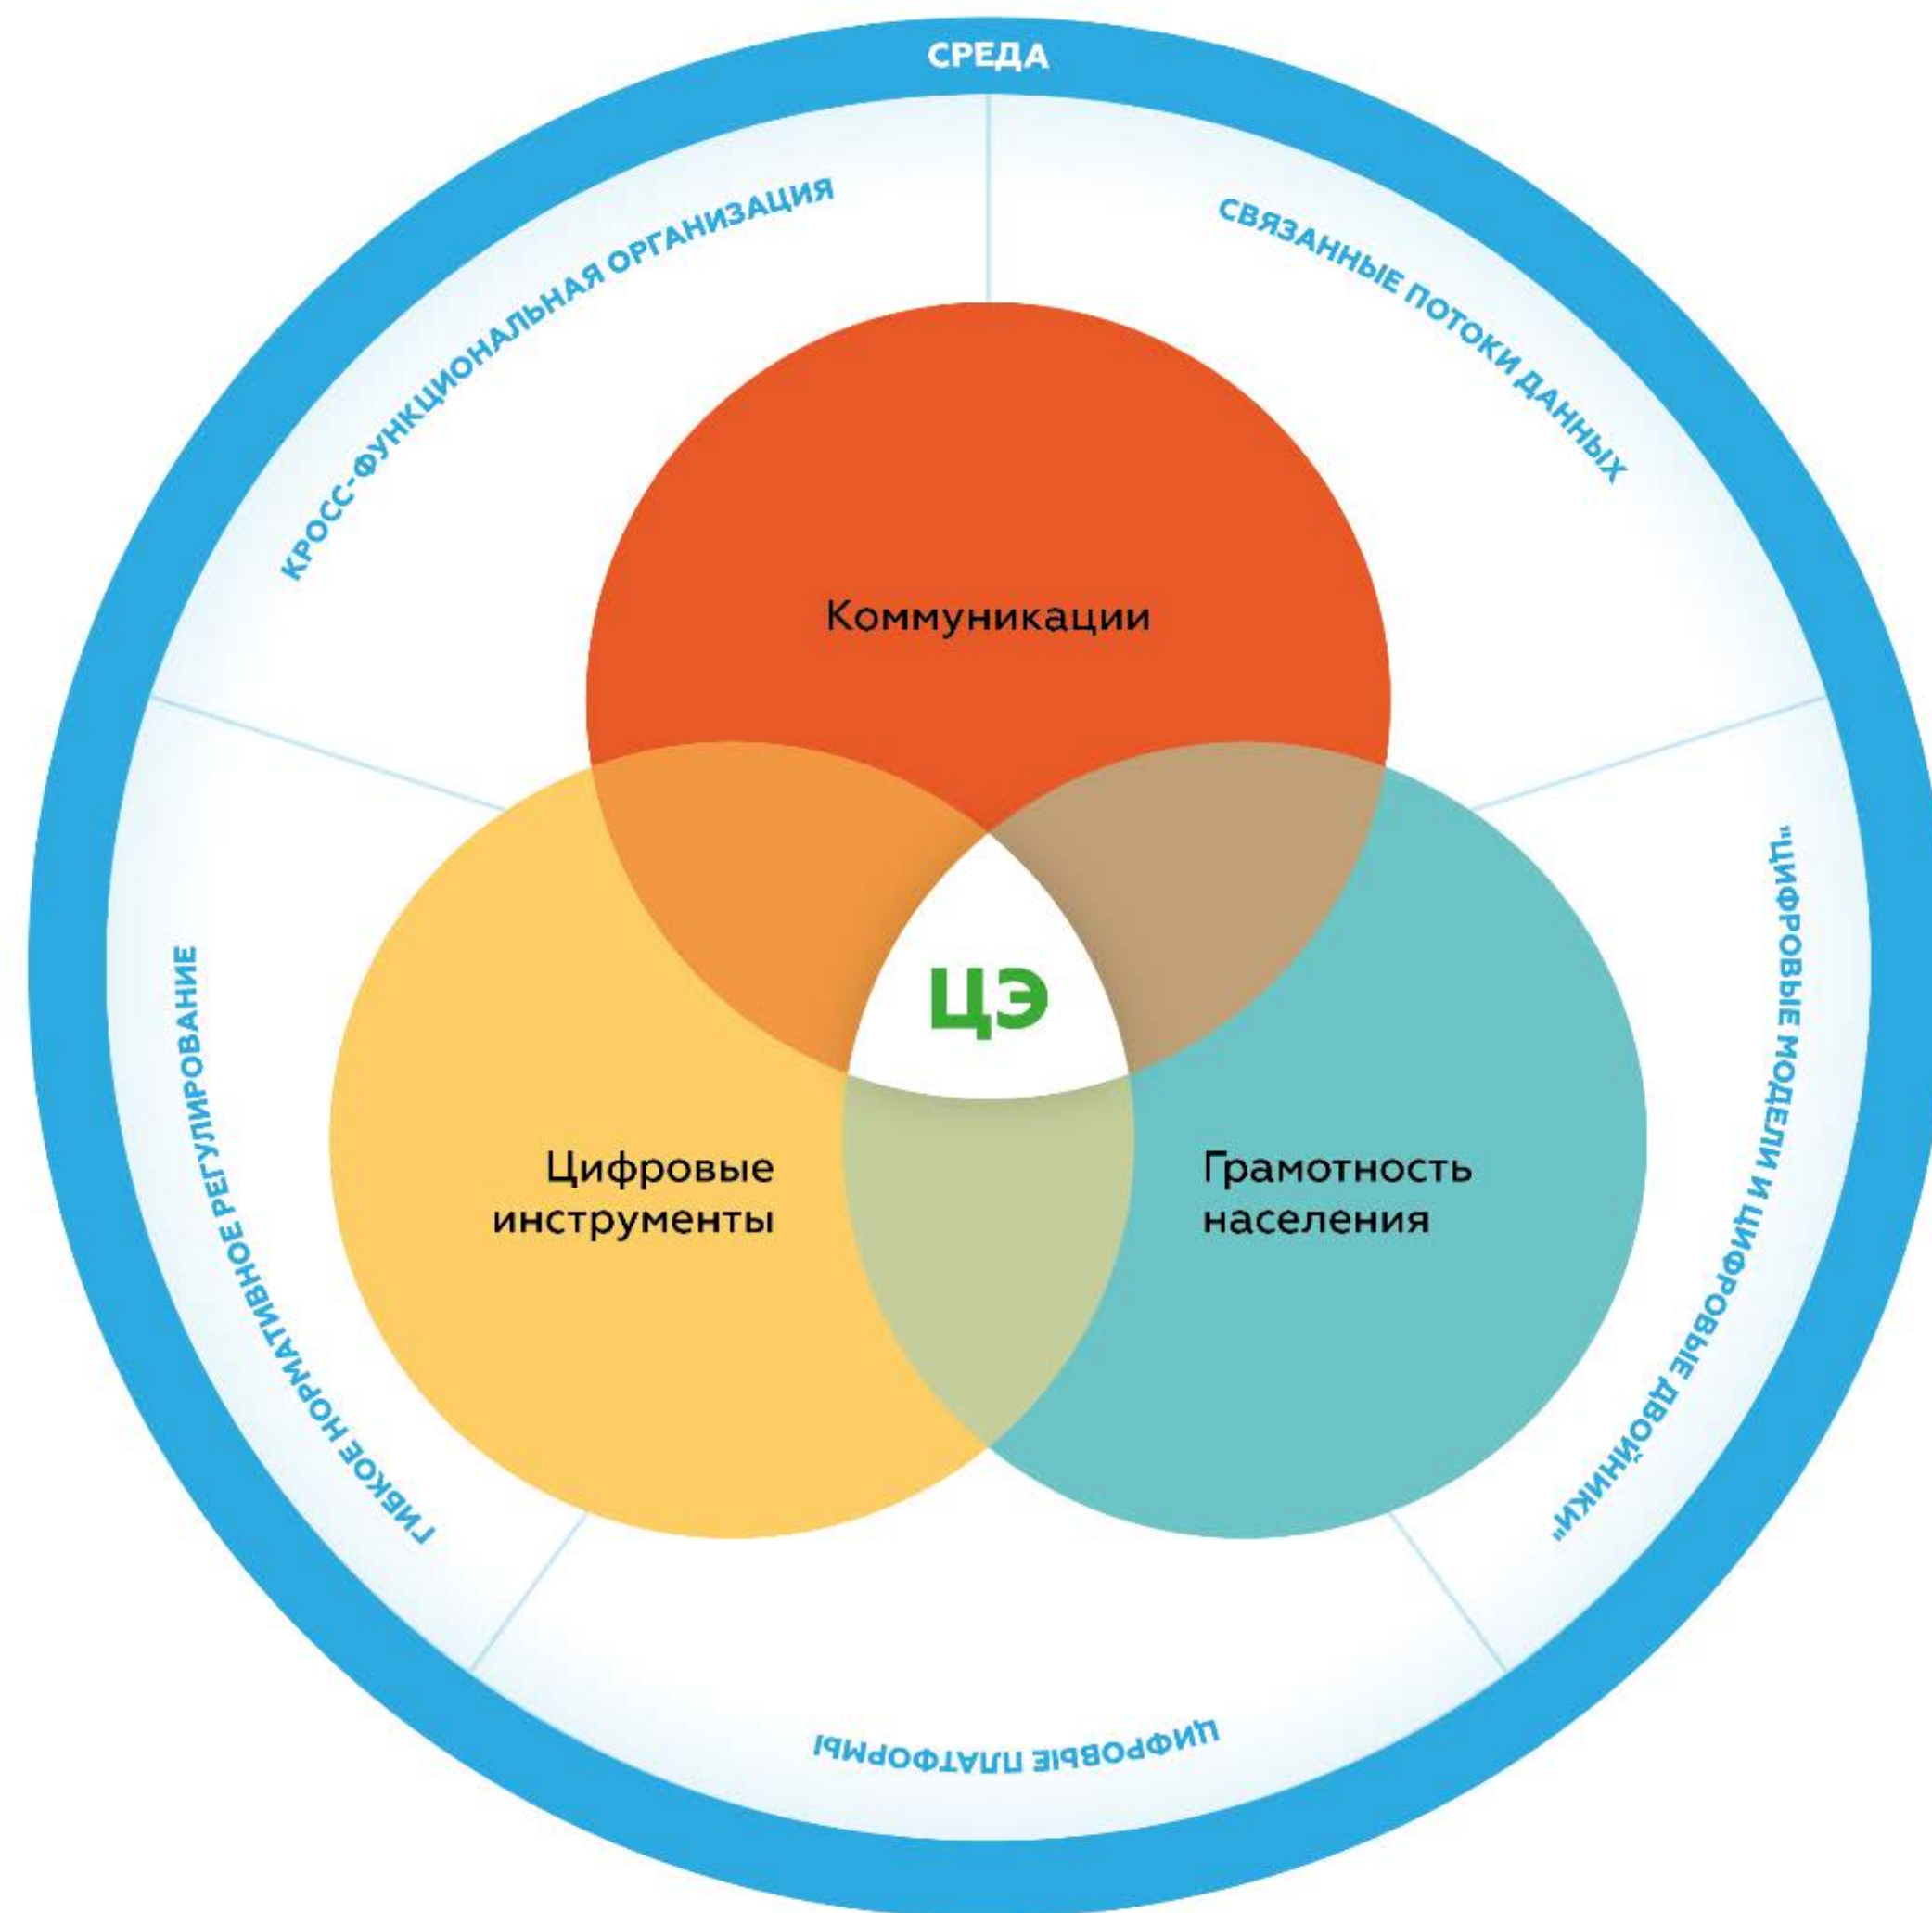 СРЕДА
КРОСС-ФУНКЦИОНАЛЬНАЯ ОРГАНИЗАЦИЯ
СВЯЗАННЫЕ ПОТОКИ ДАННЫХ
"ЦИФРОВЫЕ МОДЕЛИ И ЦИФРОВЫЕ ДВОЙНИКИ"
ЦИФРОВЫЕ ПЛАТФОРМЫ
ГИБКОЕ НОРМАТИВНОЕ РЕГУЛИРОВАНИЕ
Коммуникации
ЦЭ
Цифровые
инструменты
Грамотность
населения